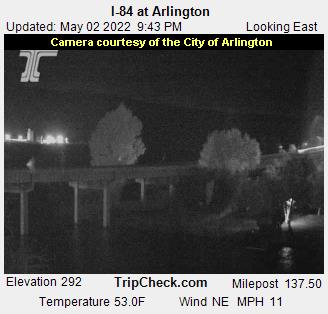 I-84 at Arlington
Updated: May 02 2022 9:43 PM Looking East
Camera courtesy of the City of Arlington
Elevation 292 TripCheck.com Milepost 137.50
Temperature 53.0F Wind NE MPH 11